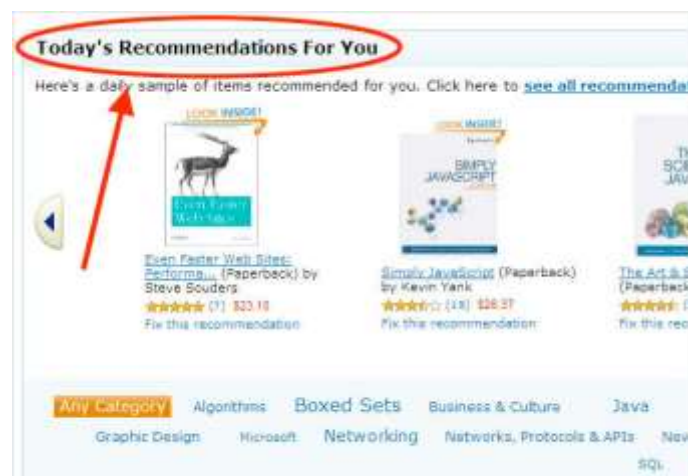 Today's Recommendations For You
Here's a daily sample of items recommended for you. Click here to see all recommendat
LOOK INSIDE!
LOOK INSIDE!
SIMPLY
JAVASCRIPT
Even Faster
Web Sites
Even Faster Web Sites:
Performa... (Paperback) by
Steve Souders
(7) $23.10
Fix this recommendation
Simply JavaScript (Paperback)
by Kevin Yank
$26.37
Fix this recommendation
The Art & S
(Paperback
Fix this rec
Any Category Algorithms Boxed Sets Business & Culture Java
Graphic Design Microsoft Networking Networks, Protocols & APIs New
SQL